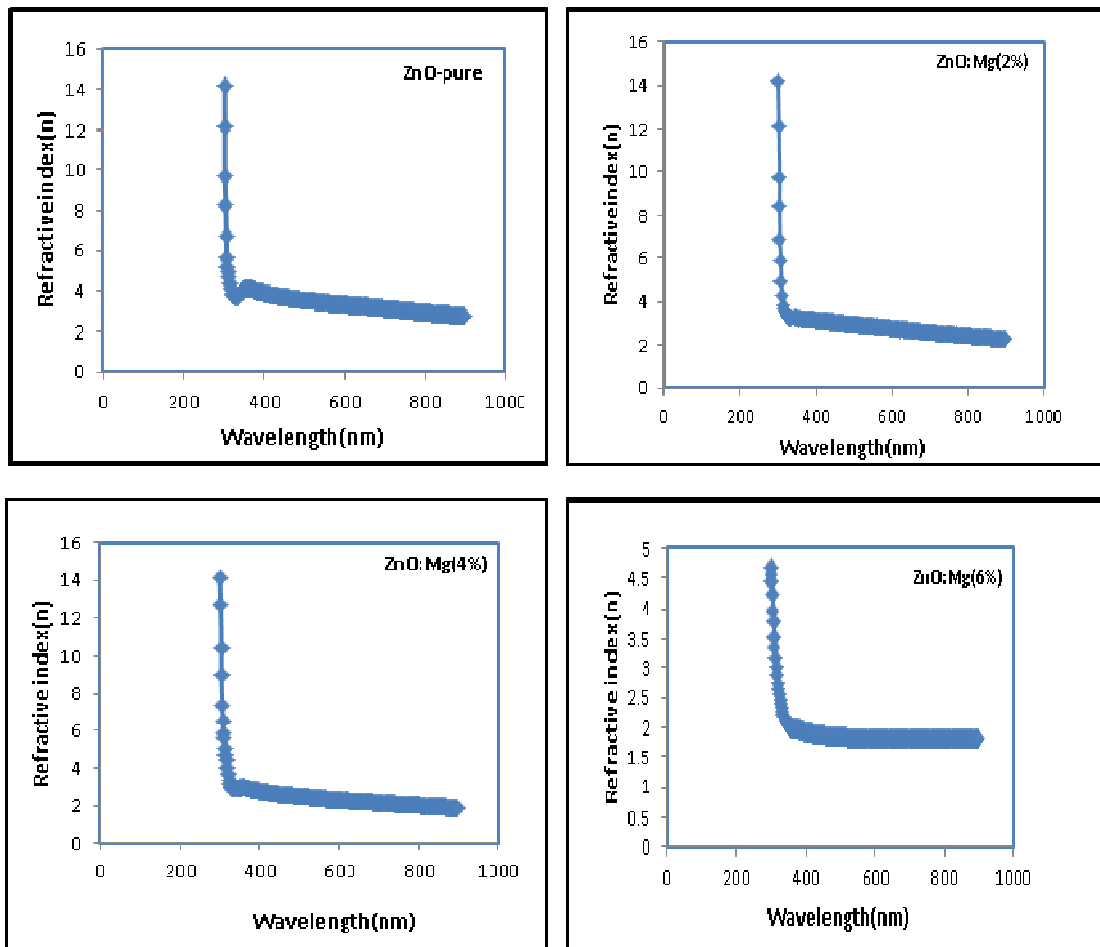 ZnO-pure
Refractive index(n)
16
14
12
10
8
6
4
2
0
0 200 400 600 800 1000
Wavelength(nm)
ZnO:Mg(2%)
Refractive index(n)
16
14
12
10
8
6
4
2
0
0 200 400 600 800 1000
Wavelength(nm)
ZnO:Mg(4%)
Refractive index(n)
16
14
12
10
8
6
4
2
0
0 200 400 600 800 1000
Wavelength(nm)
ZnO:Mg(6%)
Refractive index(n)
5
4.5
4
3.5
3
2.5
2
1.5
1
0.5
0
0 200 400 600 800 1000
Wavelength(nm)